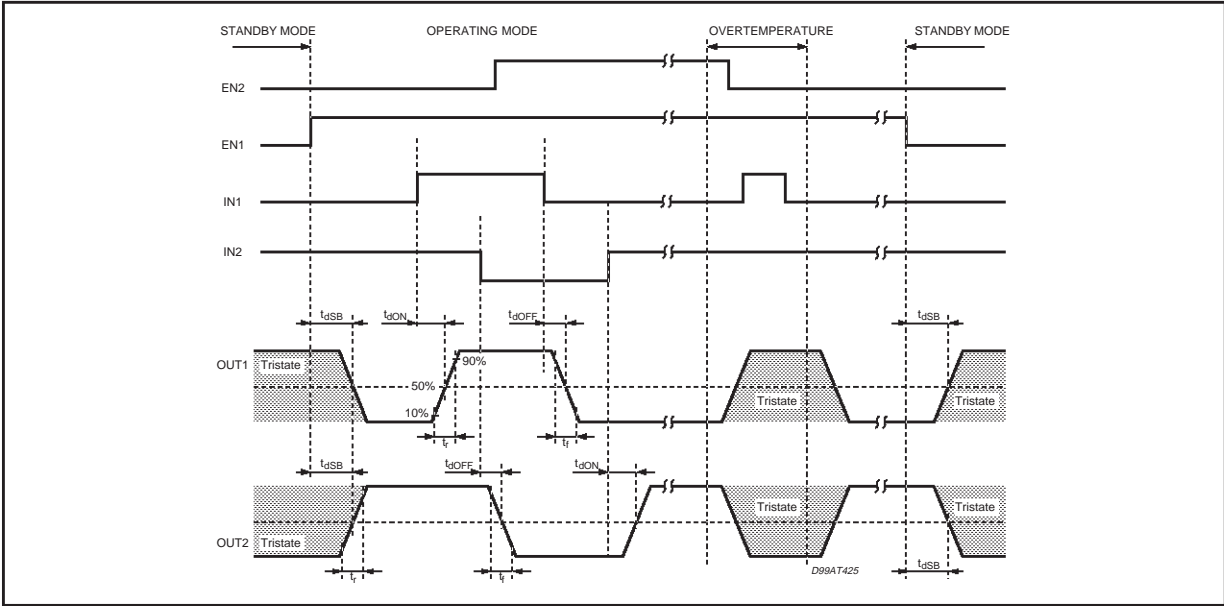 STANDBY MODE OPERATING MODE OVERTEMPERATURE STANDBY MODE
EN2
EN1
IN1
IN2
tdSB tdON tdOFF tdSB
OUT1 Tristate
90%
50%
10%
Tristate Tristate
tr tf
tdSB tdOFF tdON
Tristate Tristate
OUT2 Tristate
tr tf
D99AT425
tdSB